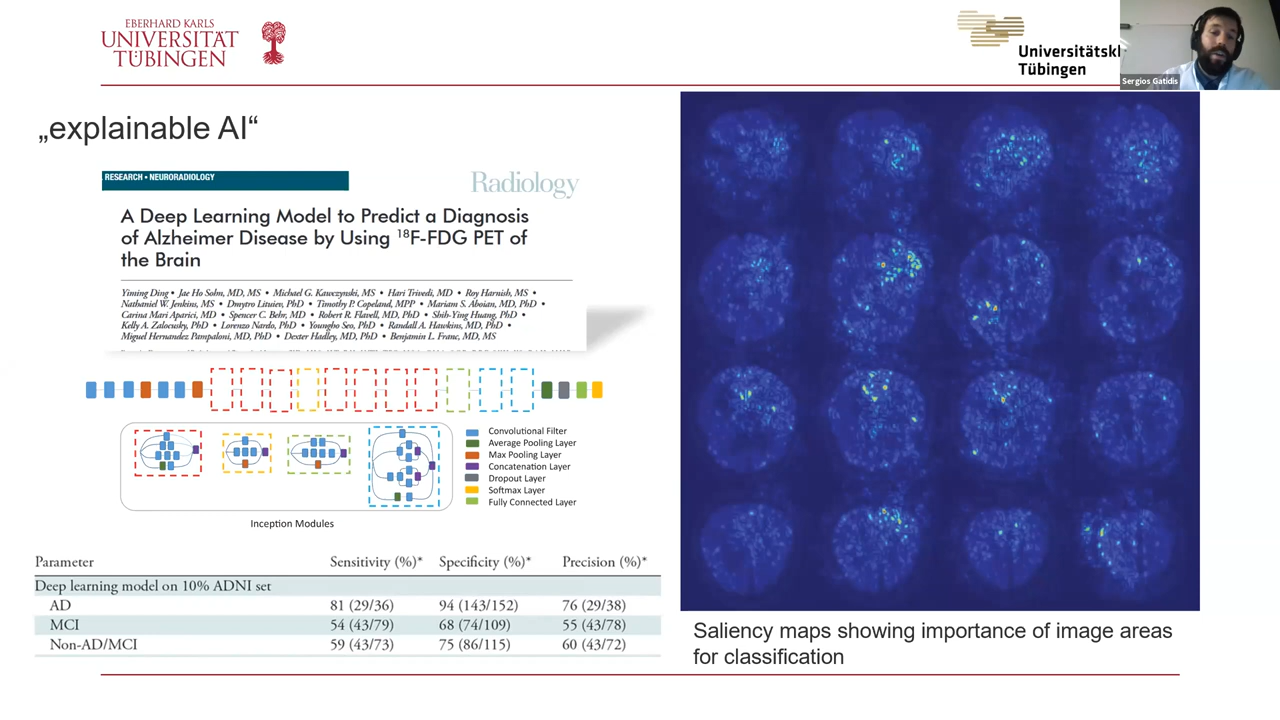 EBERHARD KARLS
UNIVERSITÄT
TÜBINGEN
Universitätskl
Tübingen
Sergios Gatidis
„explainable AI“
RESEARCH • NEURORADIOLOGY
Radiology
A Deep Learning Model to Predict a Diagnosis
of Alzheimer Disease by Using ¹⁸F-FDG PET of
the Brain
Yiming Ding • Jae Ho Sohn, MD, MS • Michael G. Kawczynski, MS • Hari Trivedi, MD • Roy Harnish, MS •
Nathaniel W. Jenkins, MS • Dmytro Lituiev, PhD • Timothy P. Copeland, MPP • Mariam S. Aboian, MD, PhD •
Carina Mari Aparici, MD • Spencer C. Behr, MD • Robert R. Flavell, MD, PhD • Shih-Ying Huang, PhD •
Kelly A. Zalocusky, PhD • Lorenzo Nardo, PhD • Youngho Seo, PhD • Randall A. Hawkins, MD, PhD •
Miguel Hernandez Pampaloni, MD, PhD • Dexter Hadley, MD, PhD • Benjamin L. Franc, MD, MS
Convolutional Filter
Average Pooling Layer
Max Pooling Layer
Concatenation Layer
Dropout Layer
Softmax Layer
Fully Connected Layer
Inception Modules
Parameter Sensitivity (%)* Specificity (%)* Precision (%)*
Deep learning model on 10% ADNI set
AD 81 (29/36) 94 (143/152) 76 (29/38)
MCI 54 (43/79) 68 (74/109) 55 (43/78)
Non-AD/MCI 59 (43/73) 75 (86/115) 60 (43/72)
Saliency maps showing importance of image areas
for classification